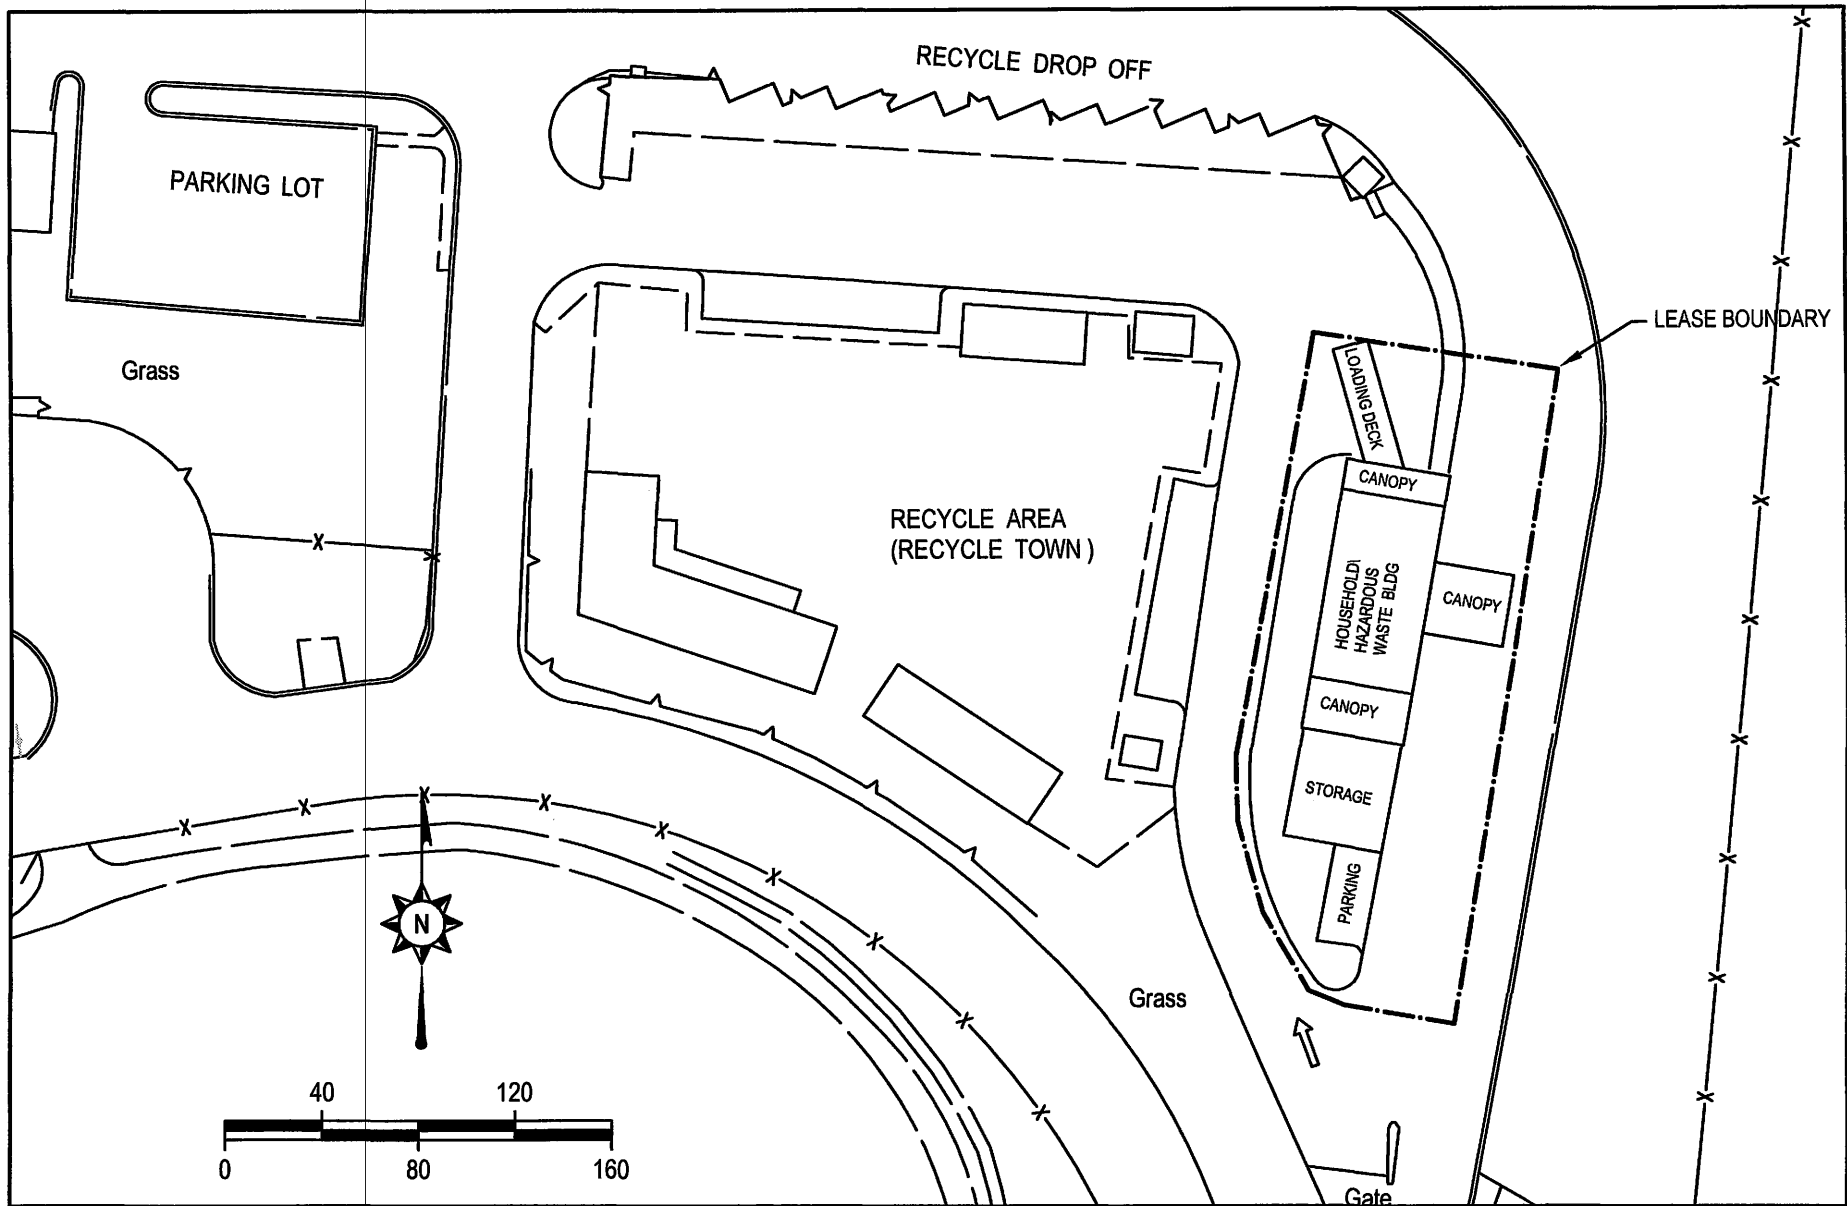 RECYCLE DROP OFF
PARKING LOT
LEASE BOUNDARY
Grass
LOADING DECK
CANOPY
RECYCLE AREA
(RECYCLE TOWN)
HOUSEHOLD
HAZARDOUS
WASTE BLDG
CANOPY
CANOPY
STORAGE
PARKING
N
Grass
40 120
0 80 160
Gate